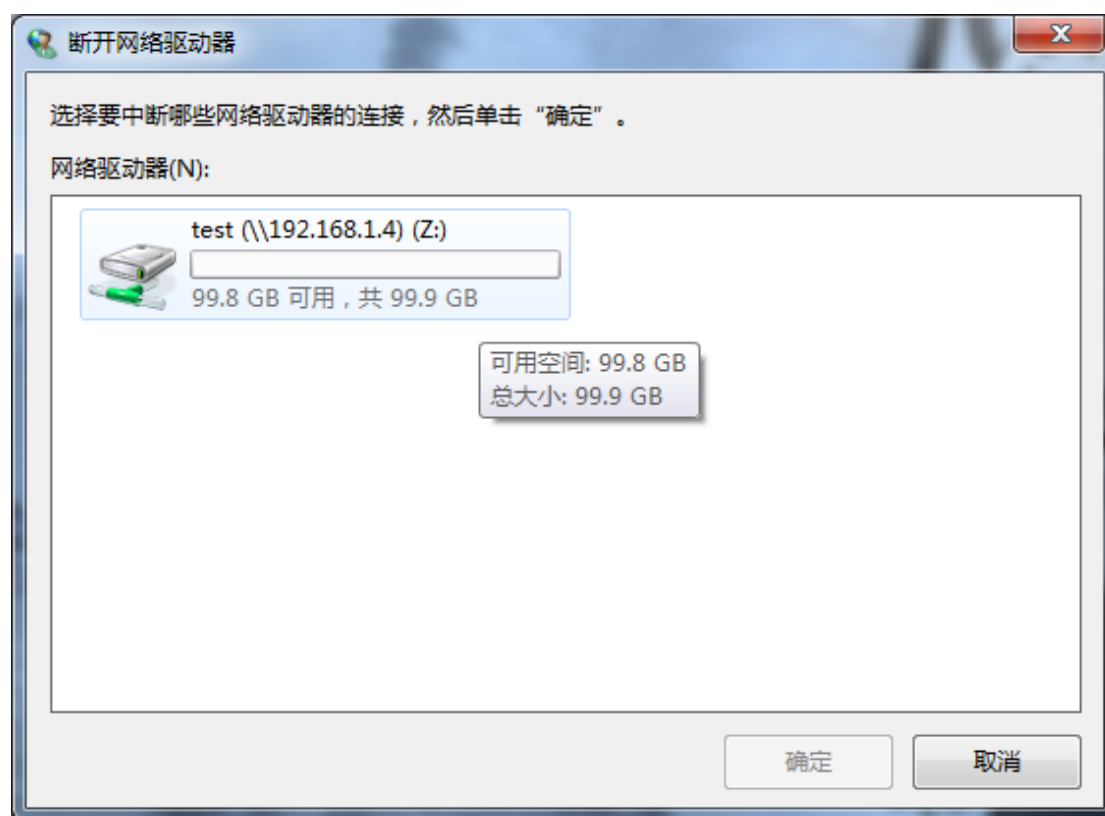 断开网络驱动器
选择要中断哪些网络驱动器的连接，然后单击“确定”。
网络驱动器(N):
test (\\192.168.1.4) (Z:)
99.8 GB 可用，共 99.9 GB
可用空间: 99.8 GB
总大小: 99.9 GB
确定
取消